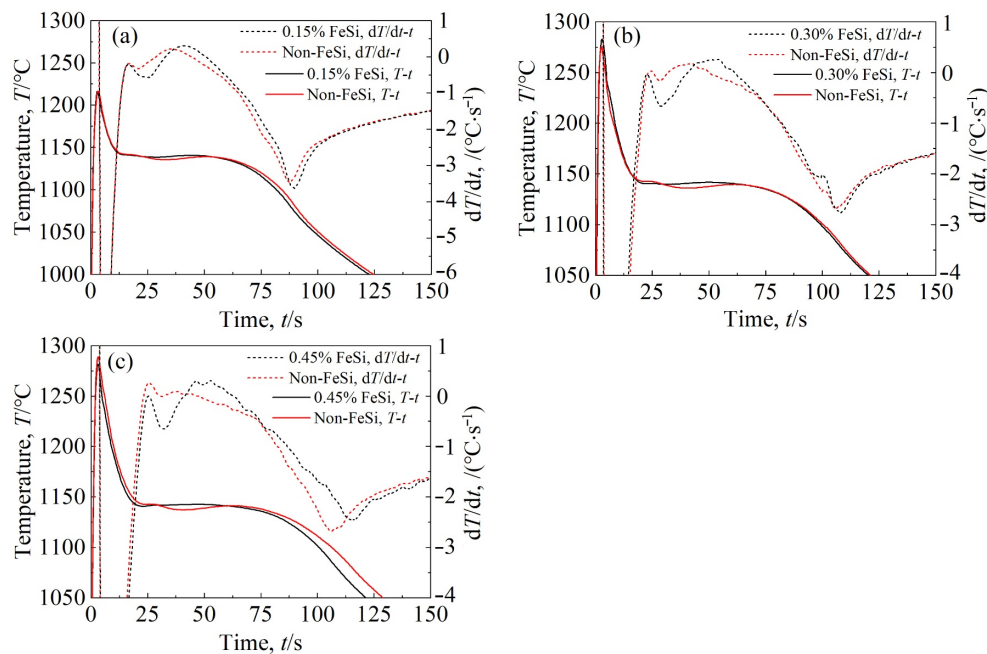 (a)
0.15% FeSi, dT/dt-t
Non-FeSi, dT/dt-t
0.15% FeSi, T-t
Non-FeSi, T-t
Temperature, T/°C
1300
1250
1200
1150
1100
1050
1000
1
0
-1
-2
-3
-4
-5
-6
dT/dt, /(°C·s⁻¹)
0 25 50 75 100 125 150
Time, t/s
(b)
0.30% FeSi, dT/dt-t
Non-FeSi, dT/dt-t
0.30% FeSi, T-t
Non-FeSi, T-t
Temperature, T/°C
1300
1250
1200
1150
1100
1050
1
0
-1
-2
-3
-4
dT/dt, /(°C·s⁻¹)
0 25 50 75 100 125 150
Time, t/s
(c)
0.45% FeSi, dT/dt-t
Non-FeSi, dT/dt-t
0.45% FeSi, T-t
Non-FeSi, T-t
Temperature, T/°C
1300
1250
1200
1150
1100
1050
1
0
-1
-2
-3
-4
dT/dt, /(°C·s⁻¹)
0 25 50 75 100 125 150
Time, t/s